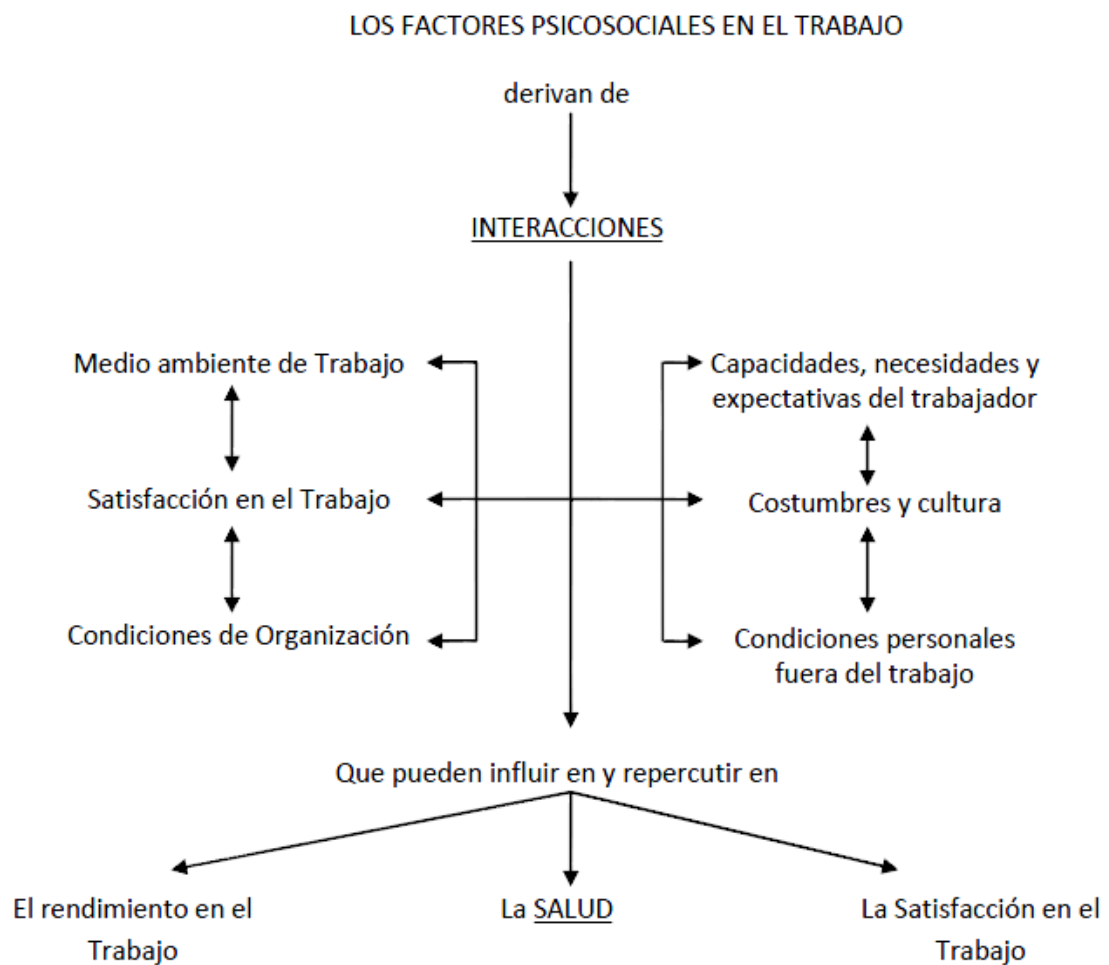 LOS FACTORES PSICOSOCIALES EN EL TRABAJO
derivan de
INTERACCIONES
Medio ambiente de Trabajo
Capacidades, necesidades y
expectativas del trabajador
Satisfacción en el Trabajo
Costumbres y cultura
Condiciones de Organización
Condiciones personales
fuera del trabajo
Que pueden influir en y repercutir en
El rendimiento en el
Trabajo
La SALUD
La Satisfacción en el
Trabajo